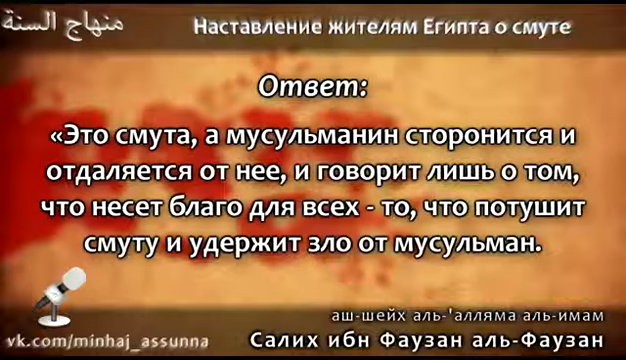 منهاج السنة
Наставление жителям Египта о смуте
Ответ:
«Это смута, а мусульманин сторонится и
отдаляется от нее, и говорит лишь о том,
что несет благо для всех - то, что потушит
смуту и удержит зло от мусульман.
аш-шейх аль-'алляма аль-имам
vk.com/minhaj_assunna
Салих ибн Фаузан аль-Фаузан